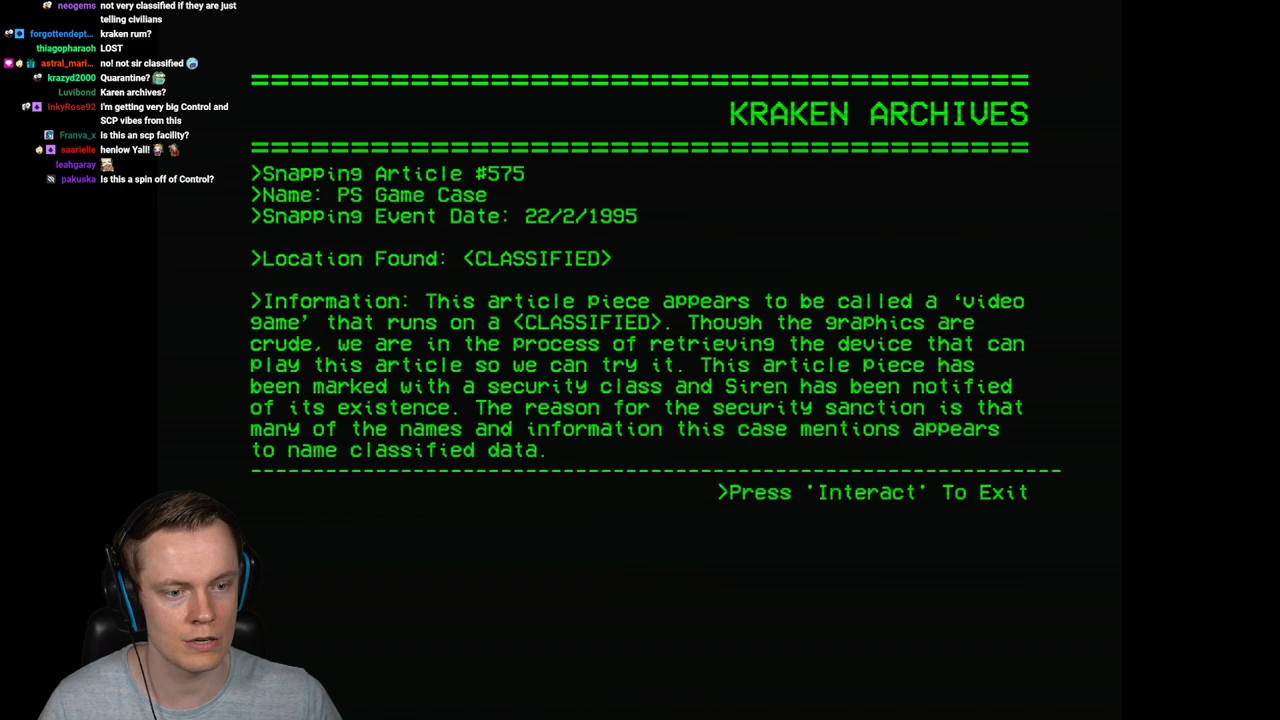 neogems not very classified if they are just
telling civilians
forgottendept... kraken rum?
thiagopharaoh LOST
astral_mari... no! not sir classified
krazyd2000 Quarantine?
Luvibond Karen archives?
InkyRose92 I'm getting very big Control and
SCP vibes from this
Franva_x is this an scp facility?
saarielle henlow Yall!
leahgaray
pakuska Is this a spin off of Control?
=====================================
KRAKEN ARCHIVES
=====================================
>Snapping Article #575
>Name: PS Game Case
>Snapping Event Date: 22/2/1995
>Location Found: <CLASSIFIED>
>Information: This article piece appears to be called a ‘video
game’ that runs on a <CLASSIFIED>. Though the graphics are
crude, we are in the process of retrieving the device that can
play this article so we can try it. This article piece has
been marked with a security class and Siren has been notified
of its existence. The reason for the security sanction is that
many of the names and information this case mentions appears
to name classified data.
-----------------------------------------------------------------
>Press 'Interact' To Exit